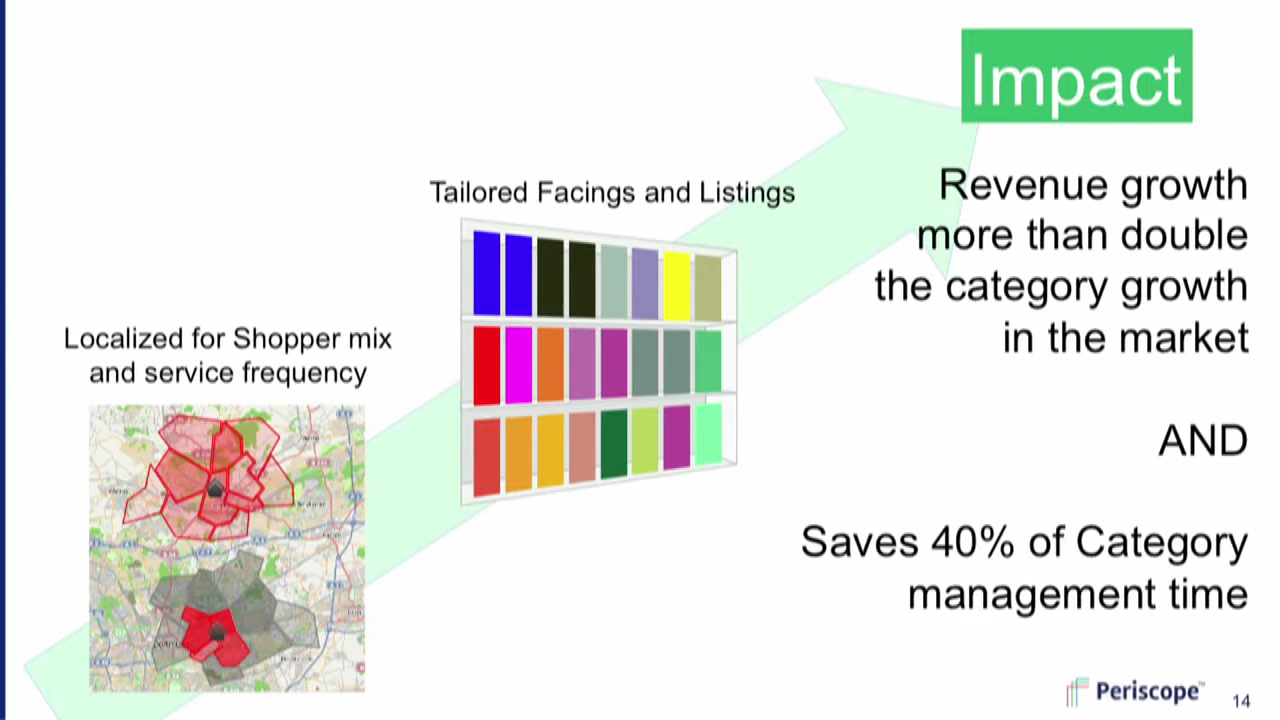 Impact
Revenue growth
more than double
the category growth
in the market
AND
Saves 40% of Category
management time
Tailored Facings and Listings
Localized for Shopper mix
and service frequency
Periscope™
14